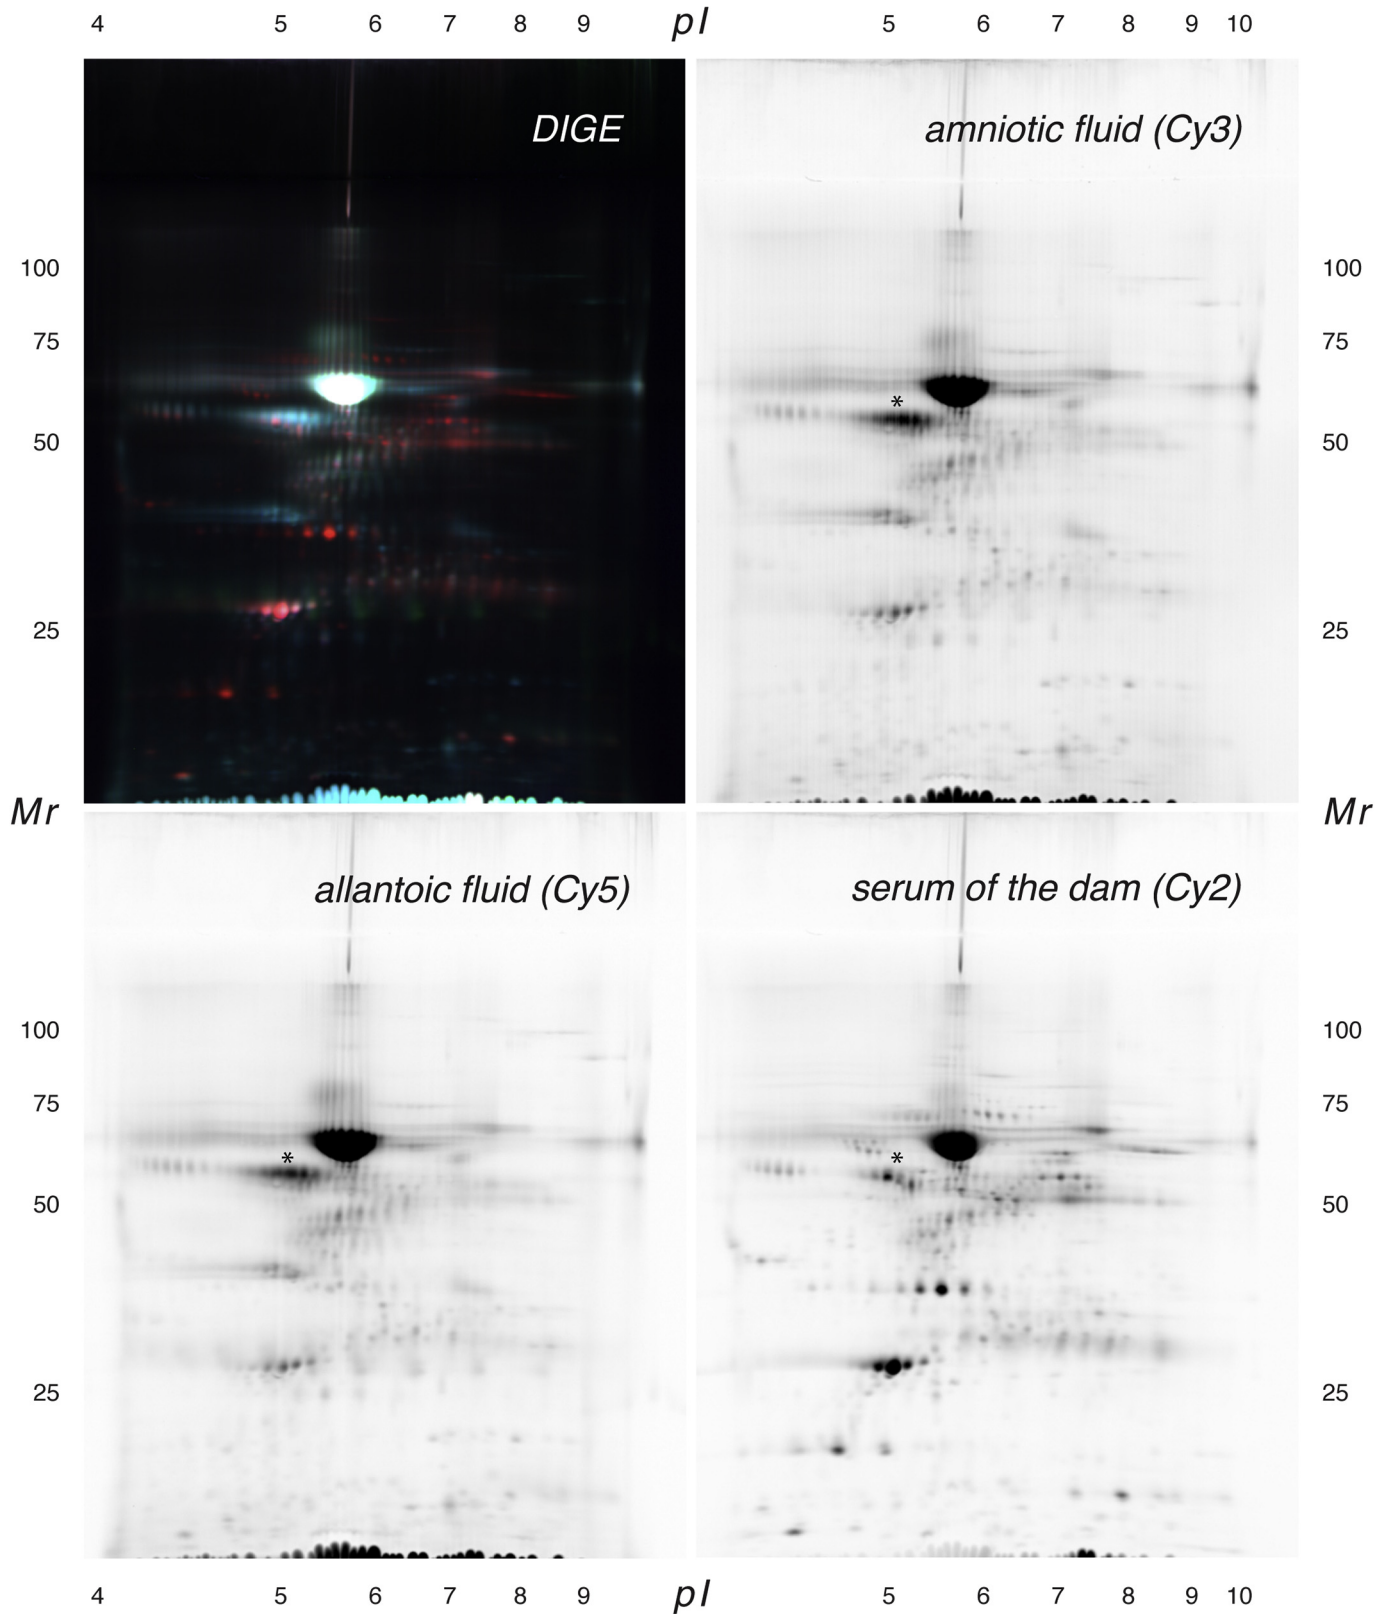 4 5 6 7 8 9 pI 5 6 7 8 9 10
DIGE
amniotic fluid (Cy3)
100 100
75 75
*
50 50
25 25
Mr Mr
allantoic fluid (Cy5)
serum of the dam (Cy2)
100 100
75 75
* *
50 50
25 25
4 5 6 7 8 9 pI 5 6 7 8 9 10